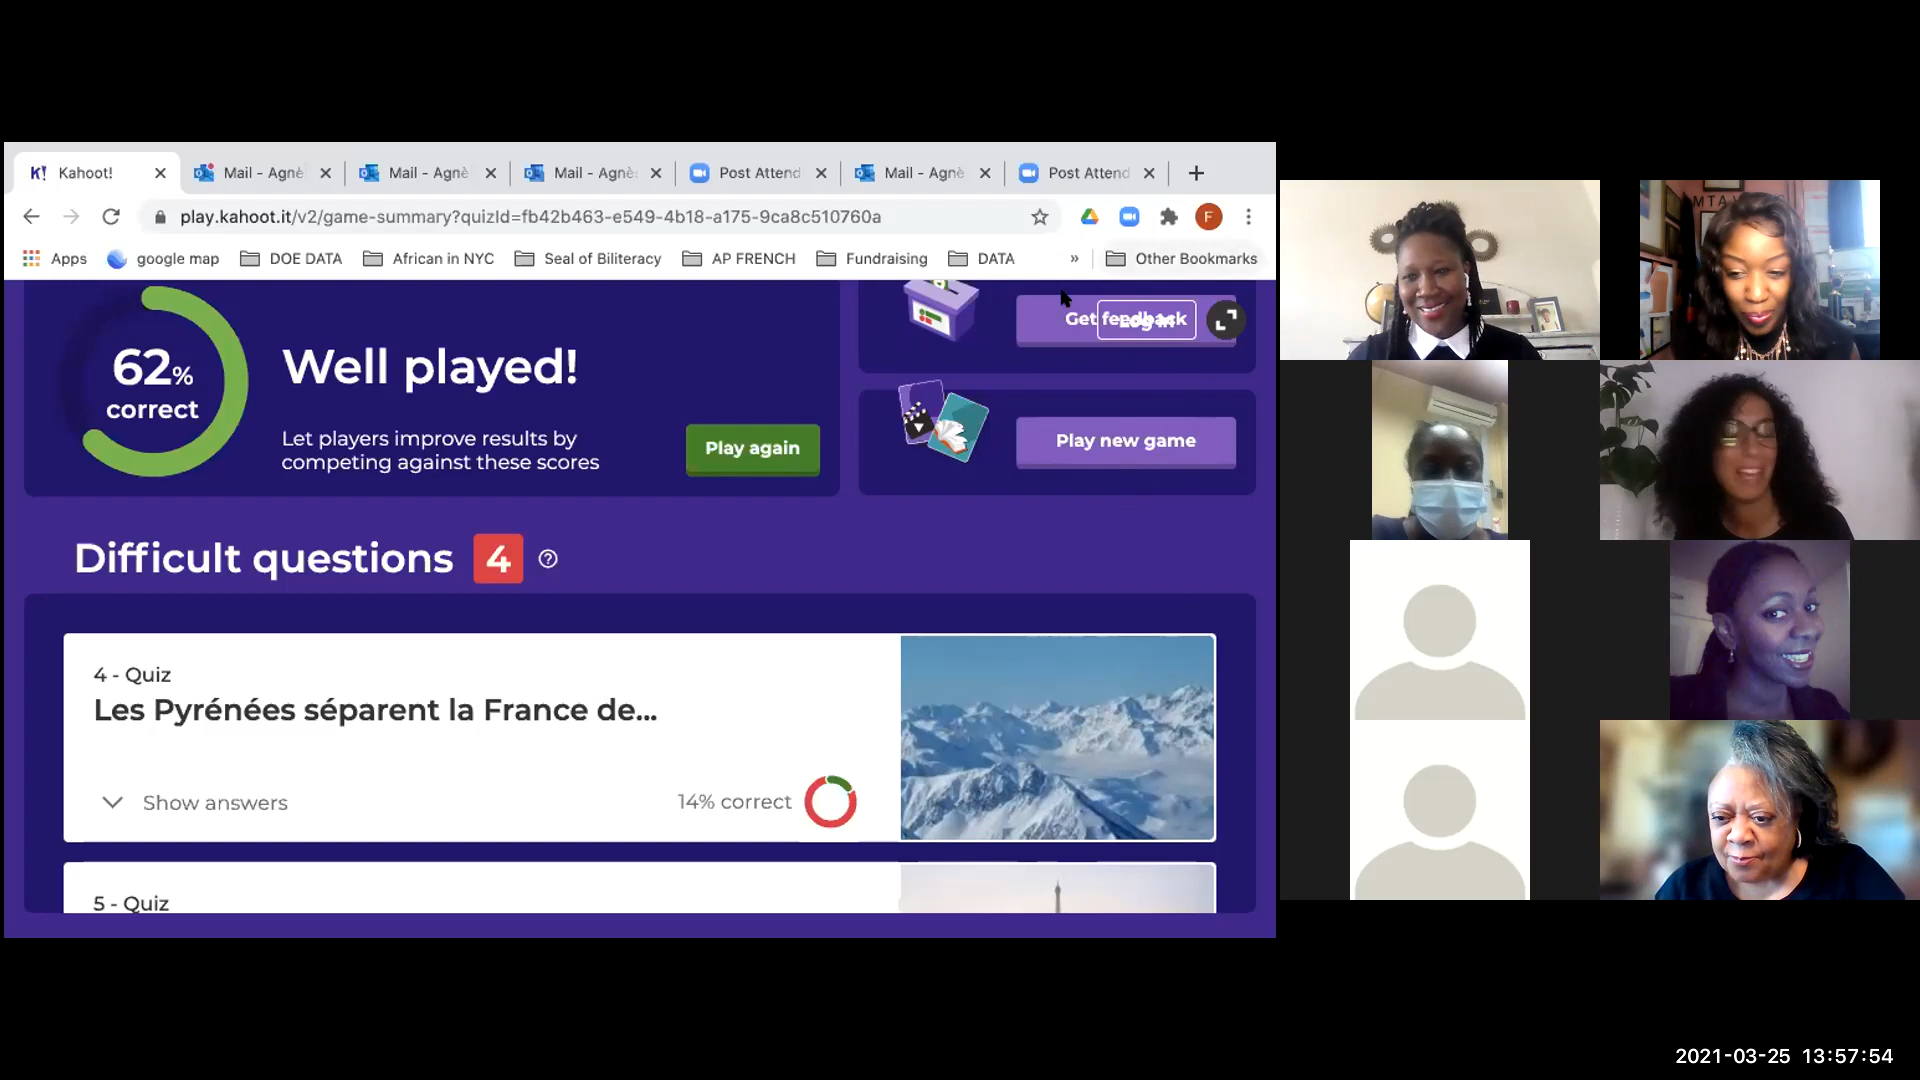 K! Kahoot!
Mail - Agnè
Mail - Agnè
Mail - Agnè
Post Attend
Mail - Agnè
Post Attend
play.kahoot.it/v2/game-summary?quizId=fb42b463-e549-4b18-a175-9ca8c510760a
F
Apps
google map
DOE DATA
African in NYC
Seal of Biliteracy
AP FRENCH
Fundraising
DATA
»
Other Bookmarks
62%
correct
Well played!
Let players improve results by
competing against these scores
Play again
Get feedback
Log in
Play new game
Difficult questions 4
4 - Quiz
Les Pyrénées séparent la France de...
Show answers
14% correct
5 - Quiz
2021-03-25 13:57:54